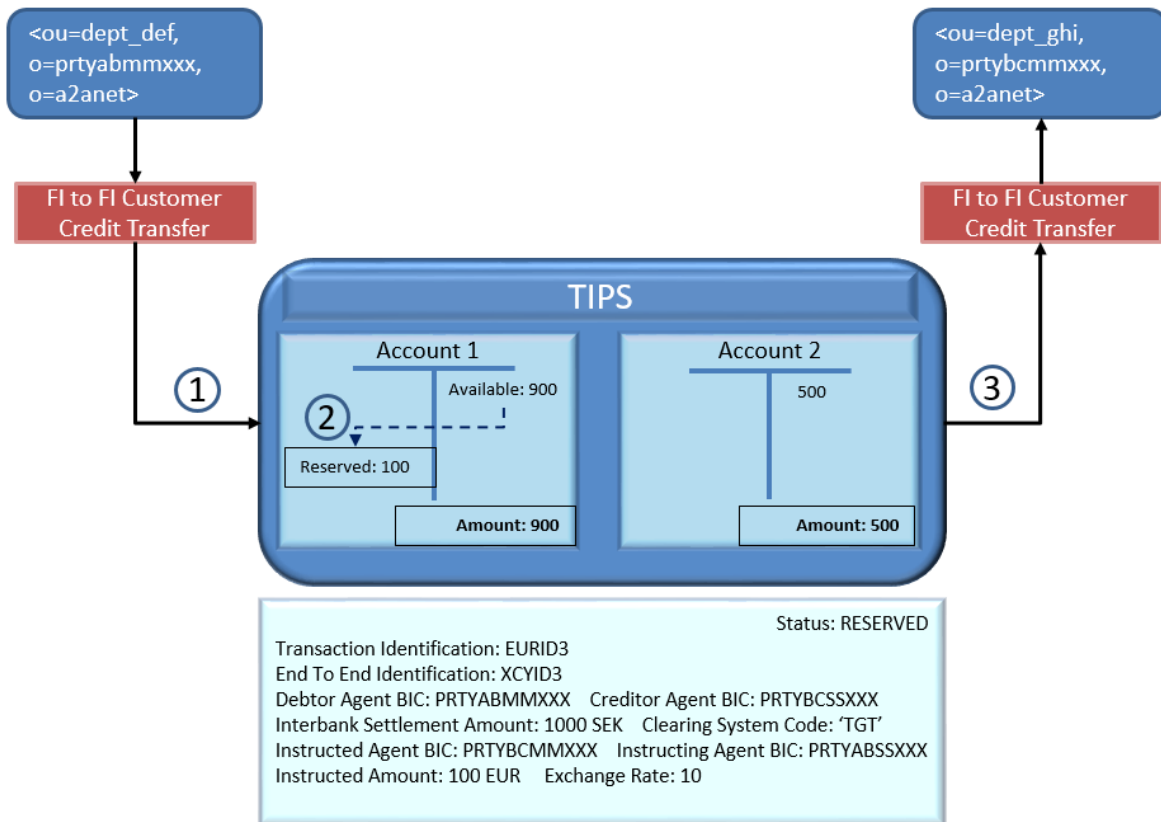 <ou=dept_def,
o=prtyabmmxxx,
o=a2anet>
<ou=dept_ghi,
o=prtybcmmxxx,
o=a2anet>
FI to FI Customer
Credit Transfer
FI to FI Customer
Credit Transfer
TIPS
Account 1
Available: 900
2
Reserved: 100
Amount: 900
Account 2
500
Amount: 500
1
3
Status: RESERVED
Transaction Identification: EURID3
End To End Identification: XCYID3
Debtor Agent BIC: PRTYABMMXXX Creditor Agent BIC: PRTYBCSSXXX
Interbank Settlement Amount: 1000 SEK Clearing System Code: ‘TGT’
Instructed Agent BIC: PRTYBCMMXXX Instructing Agent BIC: PRTYABSSXXX
Instructed Amount: 100 EUR Exchange Rate: 10